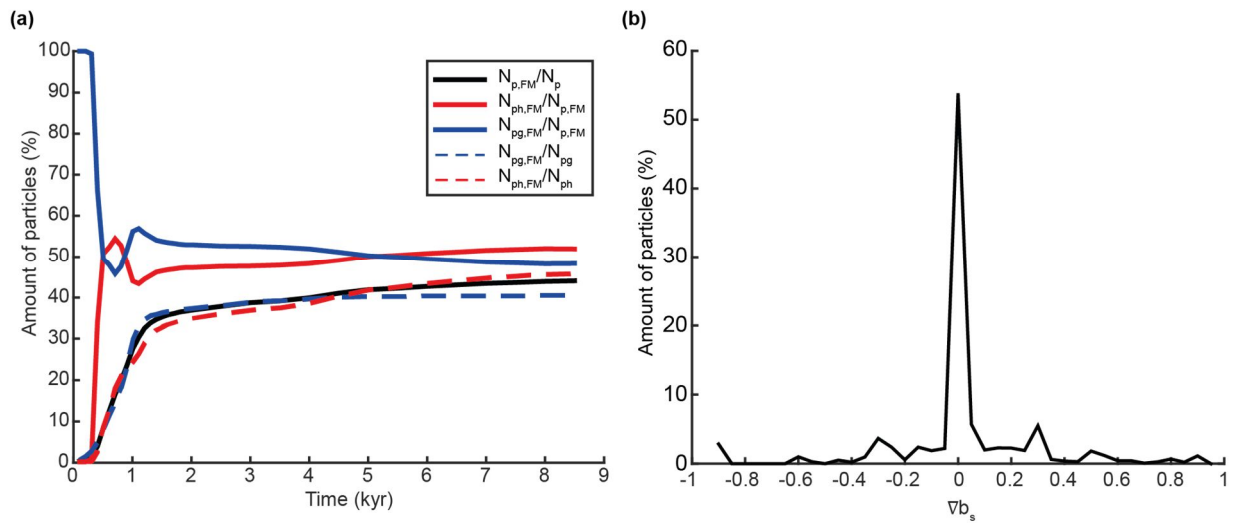 (a)
100
90
80
70
60
50
40
30
20
10
0
Amount of particles (%)
N_p,FM/N_p
N_ph,FM/N_p,FM
N_pg,FM/N_p,FM
N_pg,FM/N_pg
N_ph,FM/N_ph
0 1 2 3 4 5 6 7 8 9
Time (kyr)
(b)
60
50
40
30
20
10
0
Amount of particles (%)
-1 -0.8 -0.6 -0.4 -0.2 0 0.2 0.4 0.6 0.8 1
∇b_s